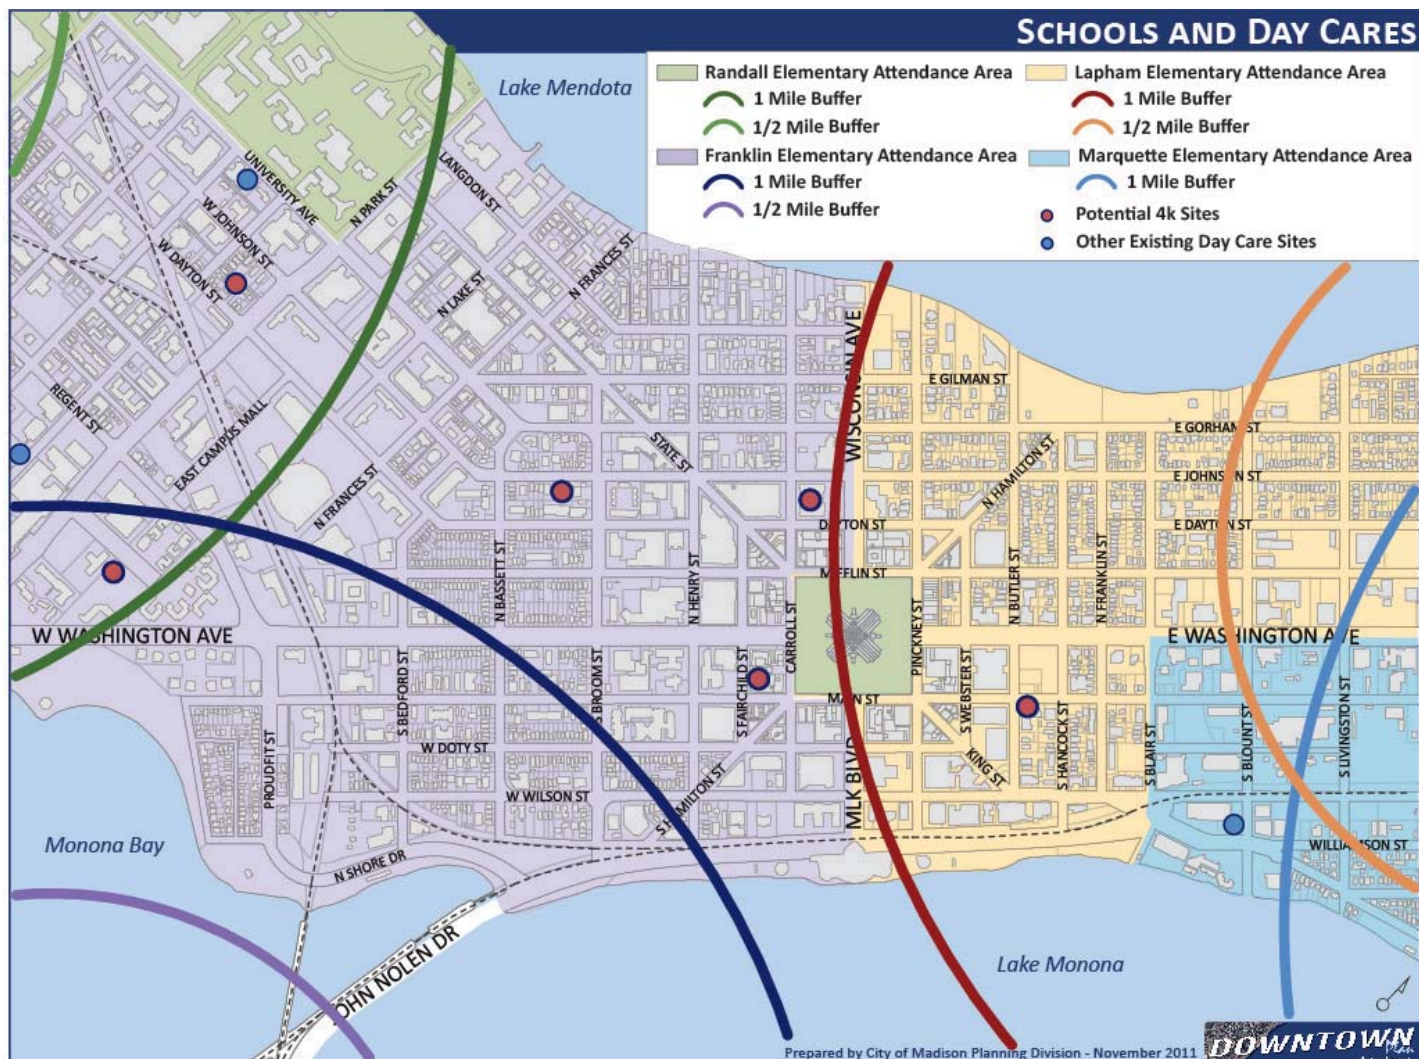 SCHOOLS AND DAY CARES
Randall Elementary Attendance Area
1 Mile Buffer
1/2 Mile Buffer
Franklin Elementary Attendance Area
1 Mile Buffer
1/2 Mile Buffer
Lapham Elementary Attendance Area
1 Mile Buffer
1/2 Mile Buffer
Marquette Elementary Attendance Area
1 Mile Buffer
Potential 4k Sites
Other Existing Day Care Sites
Lake Mendota
UNIVERSITY AVE
N PARK ST
LANGDON ST
W JOHNSON ST
W DAYTON ST
N LAKE ST
N FRANCES ST
REGENT ST
EAST CAMPUS MALL
N FRANCES ST
STATE ST
WISCONSIN AVE
E GILMAN ST
E GORHAM ST
N HAMILTON ST
E JOHNSON ST
DAYTON ST
E DAYTON ST
N BASSETT ST
N HENRY ST
MIFFLIN ST
CARROLL ST
PINCKNEY ST
N BUTLER ST
N FRANKLIN ST
W WASHINGTON AVE
E WASHINGTON AVE
S BEDFORD ST
S BROOM ST
S FAIRCHILD ST
MAIN ST
S WEBSTER ST
S HANCOCK ST
S BLAIR ST
S BLOUNT ST
S LIVINGSTON ST
PROUDFIT ST
W DOTY ST
KING ST
W WILSON ST
S HAMILTON ST
MLK BLVD
WILLIAMSON ST
Monona Bay
N SHORE DR
JOHN NOLEN DR
Lake Monona
Prepared by City of Madison Planning Division - November 2011
DOWNTOWN
Plan